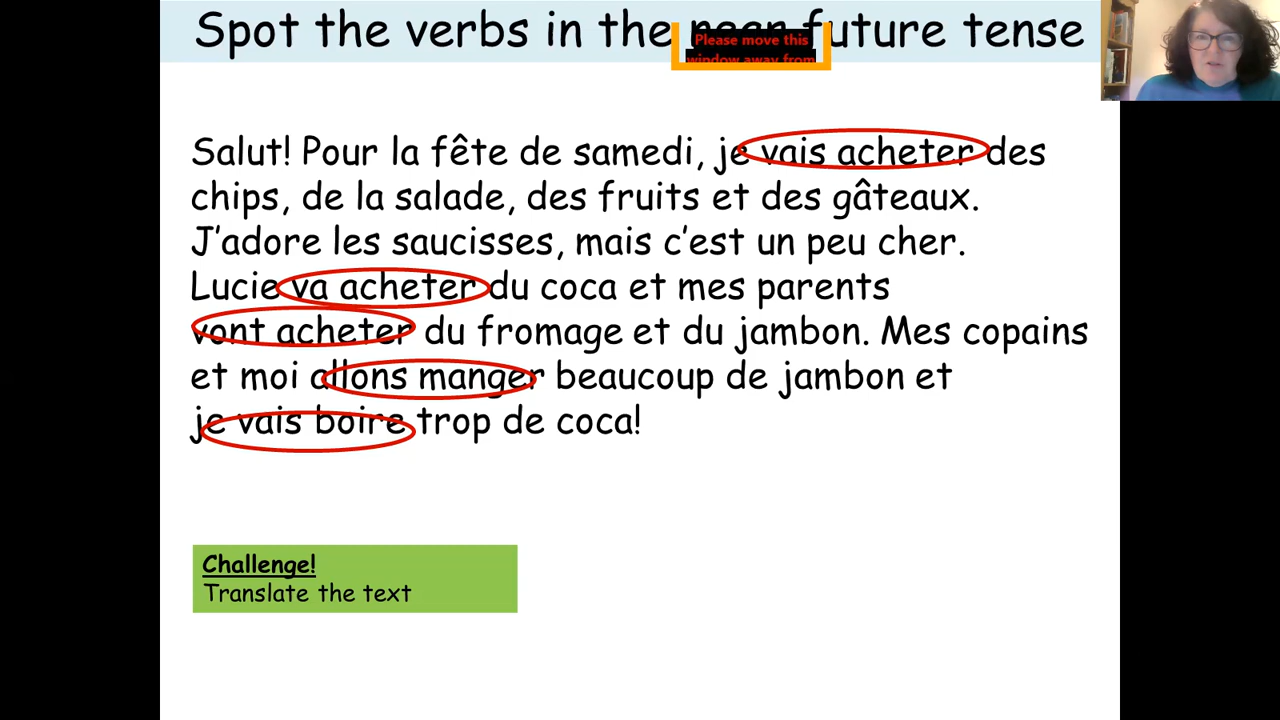 Spot the verbs in the near future tense
Please move this
window away from
Salut! Pour la fête de samedi, je vais acheter des
chips, de la salade, des fruits et des gâteaux.
J’adore les saucisses, mais c’est un peu cher.
Lucie va acheter du coca et mes parents
vont acheter du fromage et du jambon. Mes copains
et moi allons manger beaucoup de jambon et
je vais boire trop de coca!
Challenge!
Translate the text